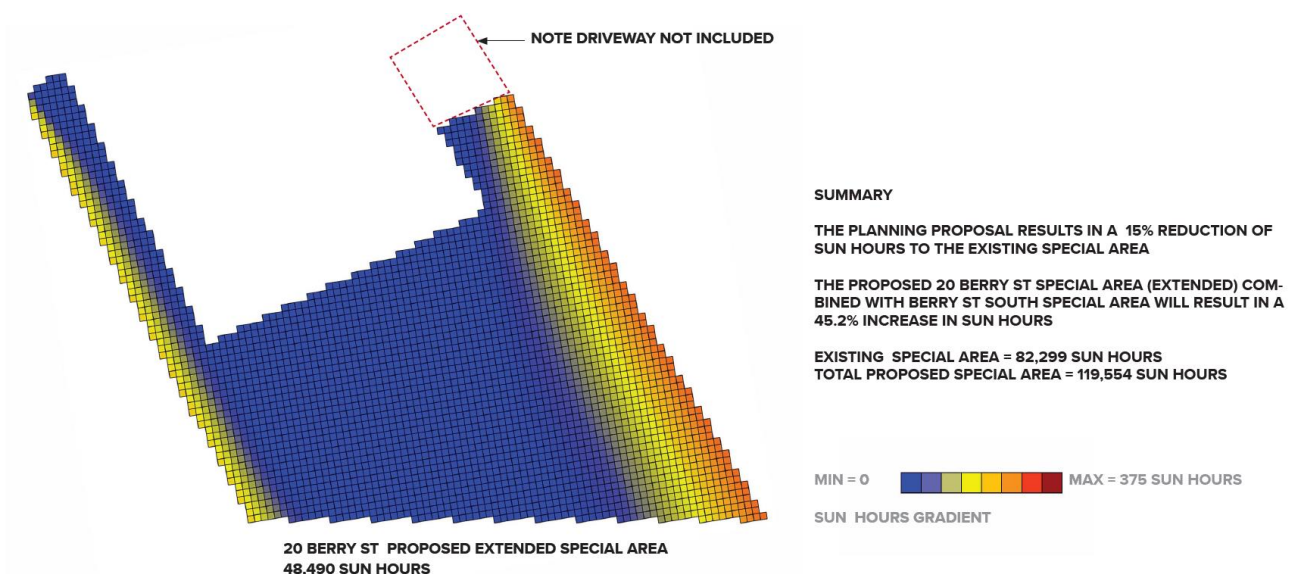 NOTE DRIVEWAY NOT INCLUDED
SUMMARY
THE PLANNING PROPOSAL RESULTS IN A 15% REDUCTION OF
SUN HOURS TO THE EXISTING SPECIAL AREA
THE PROPOSED 20 BERRY ST SPECIAL AREA (EXTENDED) COM-
BINED WITH BERRY ST SOUTH SPECIAL AREA WILL RESULT IN A
45.2% INCREASE IN SUN HOURS
EXISTING SPECIAL AREA = 82,299 SUN HOURS
TOTAL PROPOSED SPECIAL AREA = 119,554 SUN HOURS
MIN = 0
MAX = 375 SUN HOURS
SUN HOURS GRADIENT
20 BERRY ST PROPOSED EXTENDED SPECIAL AREA
48,490 SUN HOURS